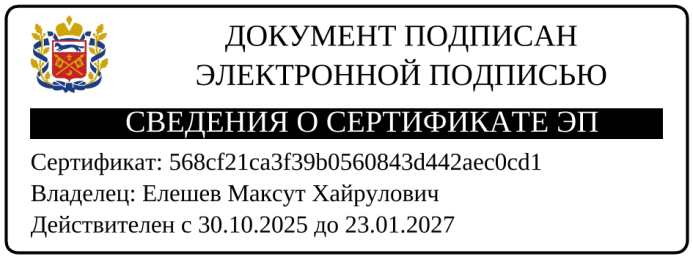 ДОКУМЕНТ ПОДПИСАН
ЭЛЕКТРОННОЙ ПОДПИСЬЮ
СВЕДЕНИЯ О СЕРТИФИКАТЕ ЭП
Сертификат: 568cf21ca3f39b0560843d442aec0cd1
Владелец: Елешев Максут Хайрулович
Действителен с 30.10.2025 до 23.01.2027